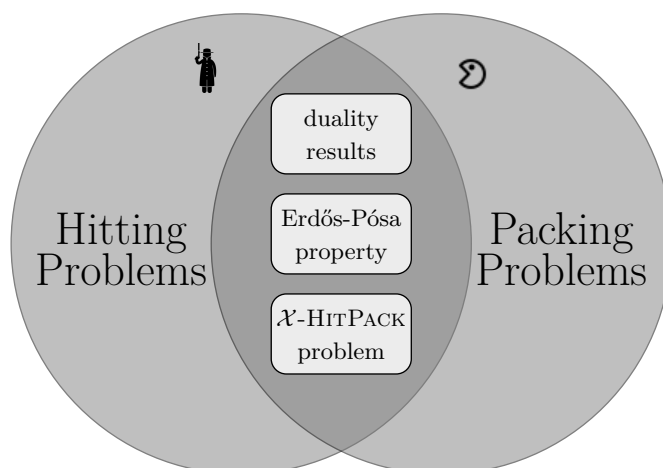 duality
results
Hitting
Problems
Erdős-Pósa
property
Packing
Problems
𝒳-HITPACK
problem